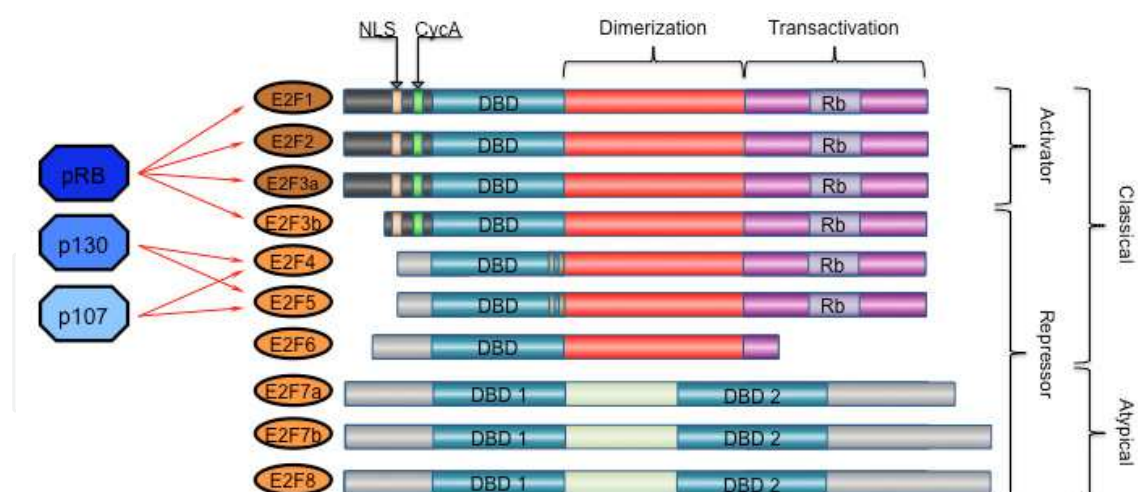 NLS CycA Dimerization Transactivation
E2F1 DBD Rb
E2F2 DBD Rb
pRB E2F3a DBD Rb
E2F3b DBD Rb
p130 E2F4 DBD Rb
E2F5 DBD Rb
p107
E2F6 DBD
E2F7a DBD 1 DBD 2
E2F7b DBD 1 DBD 2
E2F8 DBD 1 DBD 2
Activator
Repressor
Classical
Atypical